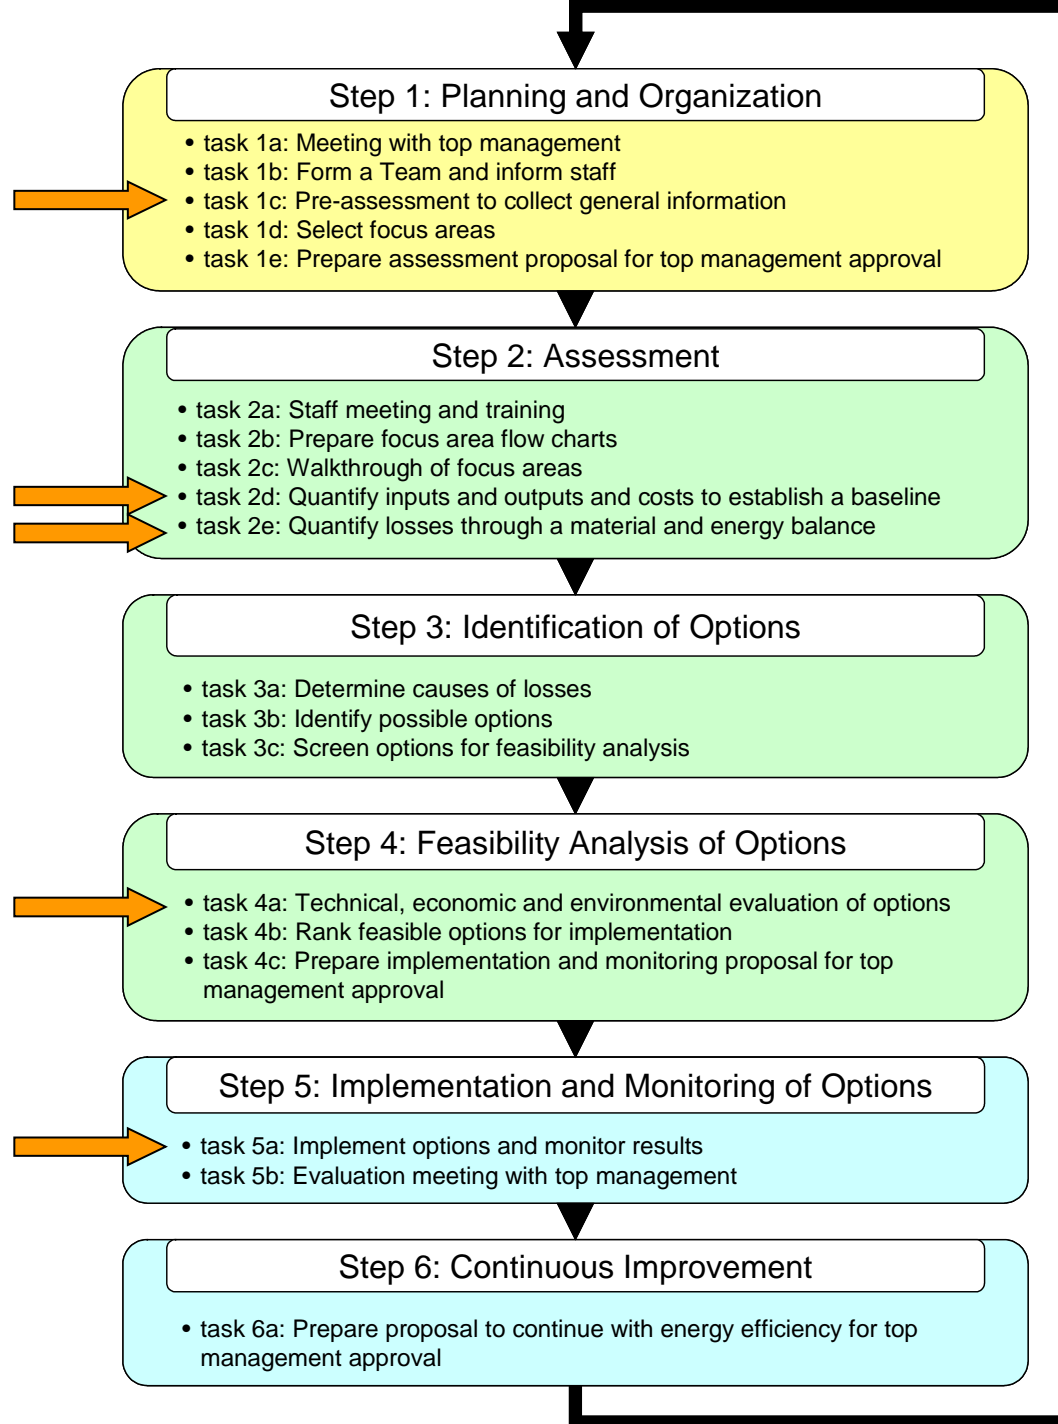 Step 1: Planning and Organization
• task 1a: Meeting with top management
• task 1b: Form a Team and inform staff
• task 1c: Pre-assessment to collect general information
• task 1d: Select focus areas
• task 1e: Prepare assessment proposal for top management approval
Step 2: Assessment
• task 2a: Staff meeting and training
• task 2b: Prepare focus area flow charts
• task 2c: Walkthrough of focus areas
• task 2d: Quantify inputs and outputs and costs to establish a baseline
• task 2e: Quantify losses through a material and energy balance
Step 3: Identification of Options
• task 3a: Determine causes of losses
• task 3b: Identify possible options
• task 3c: Screen options for feasibility analysis
Step 4: Feasibility Analysis of Options
• task 4a: Technical, economic and environmental evaluation of options
• task 4b: Rank feasible options for implementation
• task 4c: Prepare implementation and monitoring proposal for top
management approval
Step 5: Implementation and Monitoring of Options
• task 5a: Implement options and monitor results
• task 5b: Evaluation meeting with top management
Step 6: Continuous Improvement
• task 6a: Prepare proposal to continue with energy efficiency for top
management approval